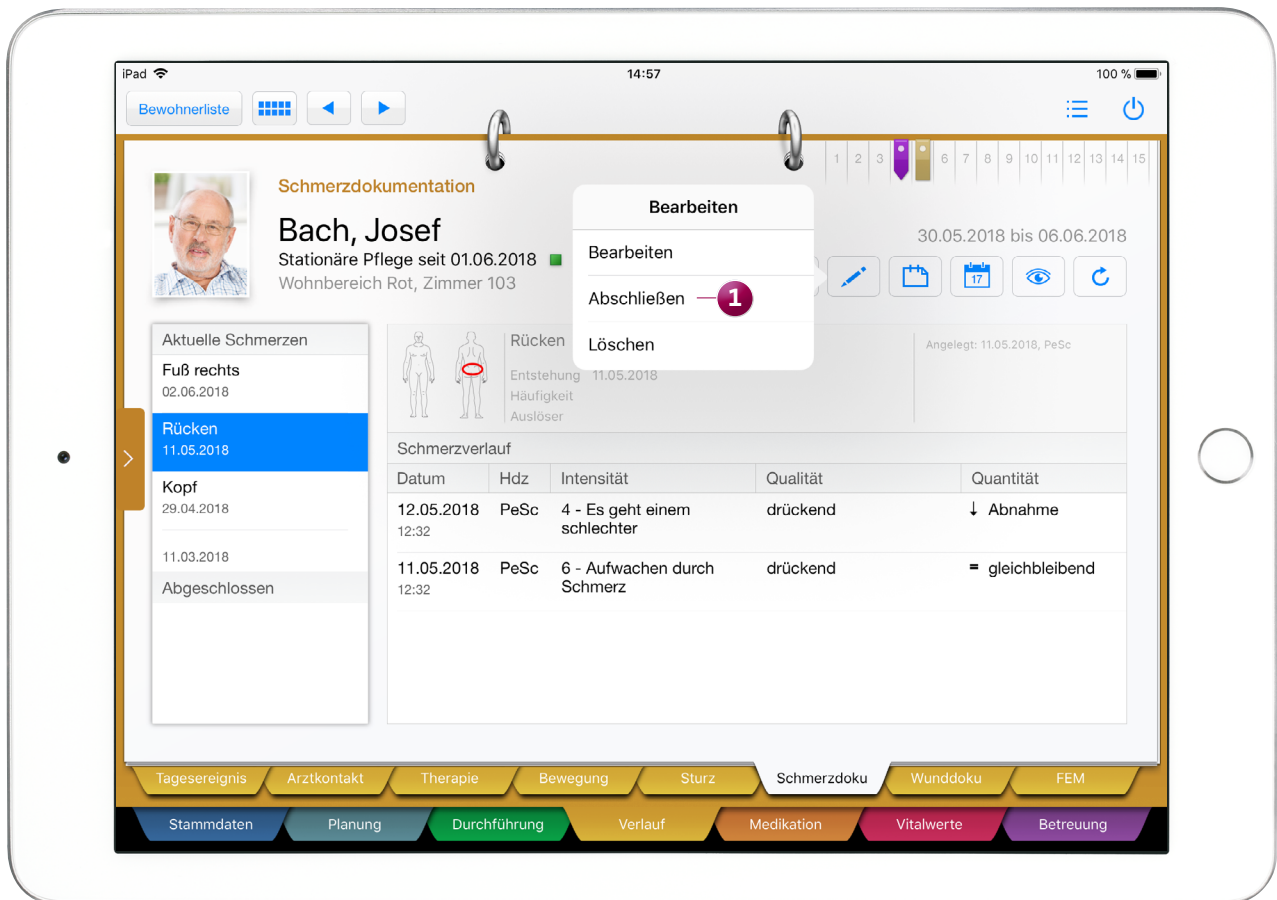 iPad 14:57 100 %
Bewohnerliste
1 2 3 6 7 8 9 10 11 12 13 14 15
Schmerzdokumentation
Bach, Josef
Stationäre Pflege seit 01.06.2018
Wohnbereich Rot, Zimmer 103
30.05.2018 bis 06.06.2018
17
Bearbeiten
Bearbeiten
Abschließen 1
Löschen
Aktuelle Schmerzen
Fuß rechts
02.06.2018
Rücken
11.05.2018
Kopf
29.04.2018
11.03.2018
Abgeschlossen
Rücken
Entstehung 11.05.2018
Häufigkeit
Auslöser
Angelegt: 11.05.2018, PeSc
Schmerzverlauf
Datum Hdz Intensität Qualität Quantität
12.05.2018 PeSc 4 - Es geht einem drückend ↓ Abnahme
12:32 schlechter
11.05.2018 PeSc 6 - Aufwachen durch drückend = gleichbleibend
12:32 Schmerz
Tagesereignis Arztkontakt Therapie Bewegung Sturz Schmerzdoku Wunddoku FEM
Stammdaten Planung Durchführung Verlauf Medikation Vitalwerte Betreuung